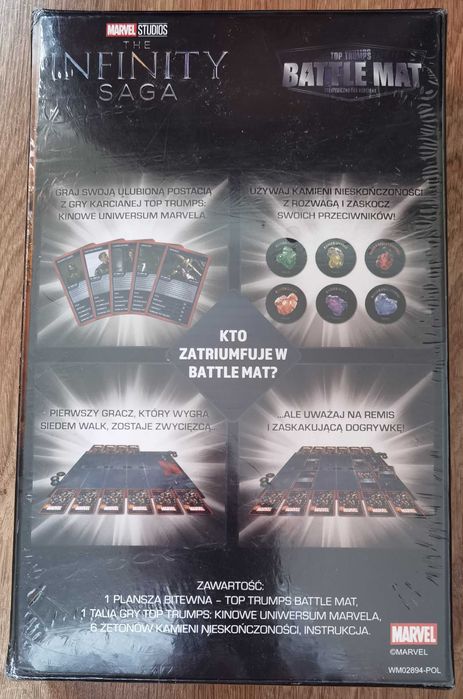 MARVEL STUDIOS
THE
INFINITY
SAGA
TOP TRUMPS
BATTLE MAT
GRAJ SWOJĄ ULUBIONĄ POSTACIĄ
Z GRY KARCIANEJ TOP TRUMPS:
KINOWE UNIWERSUM MARVELA
UŻYWAJ KAMIENI NIESKOŃCZONOŚCI
Z ROZWAGĄ I ZASKOCZ
SWOICH PRZECIWNIKÓW!
KTO
ZATRIUMFUJE W
BATTLE MAT?
PIERWSZY GRACZ, KTÓRY WYGRA
SIEDEM WALK, ZOSTAJE ZWYCIĘZCĄ...
...ALE UWAŻAJ NA REMIS
I ZASKAKUJĄCĄ DOGRYWKĘ!
ZAWARTOŚĆ:
1 PLANSZA BITEWNA – TOP TRUMPS BATTLE MAT,
1 TALIA GRY TOP TRUMPS: KINOWE UNIWERSUM MARVELA,
6 ŻETONÓW KAMIENI NIESKOŃCZONOŚCI, INSTRUKCJA.
MARVEL
©MARVEL
WM02894-POL